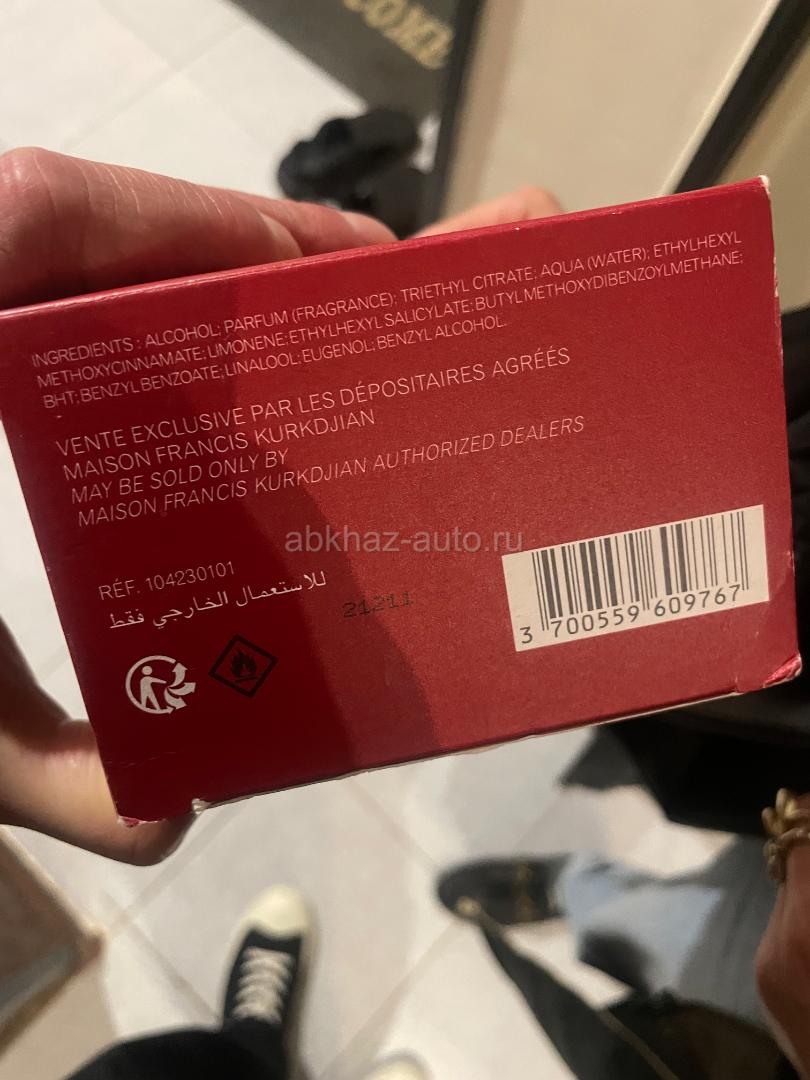 COME
INGREDIENTS : ALCOHOL; PARFUM (FRAGRANCE); TRIETHYL CITRATE; AQUA (WATER); ETHYLHEXYL
METHOXYCINNAMATE; LIMONENE; ETHYLHEXYL SALICYLATE; BUTYL METHOXYDIBENZOYLMETHANE;
BHT; BENZYL BENZOATE; LINALOOL; EUGENOL; BENZYL ALCOHOL.
VENTE EXCLUSIVE PAR LES DÉPOSITAIRES AGRÉÉS
MAISON FRANCIS KURKDJIAN
MAY BE SOLD ONLY BY
MAISON FRANCIS KURKDJIAN AUTHORIZED DEALERS
abkhaz-auto.ru
RÉF. 104230101
للاستعمال الخارجي فقط
21211
3 700559 609767